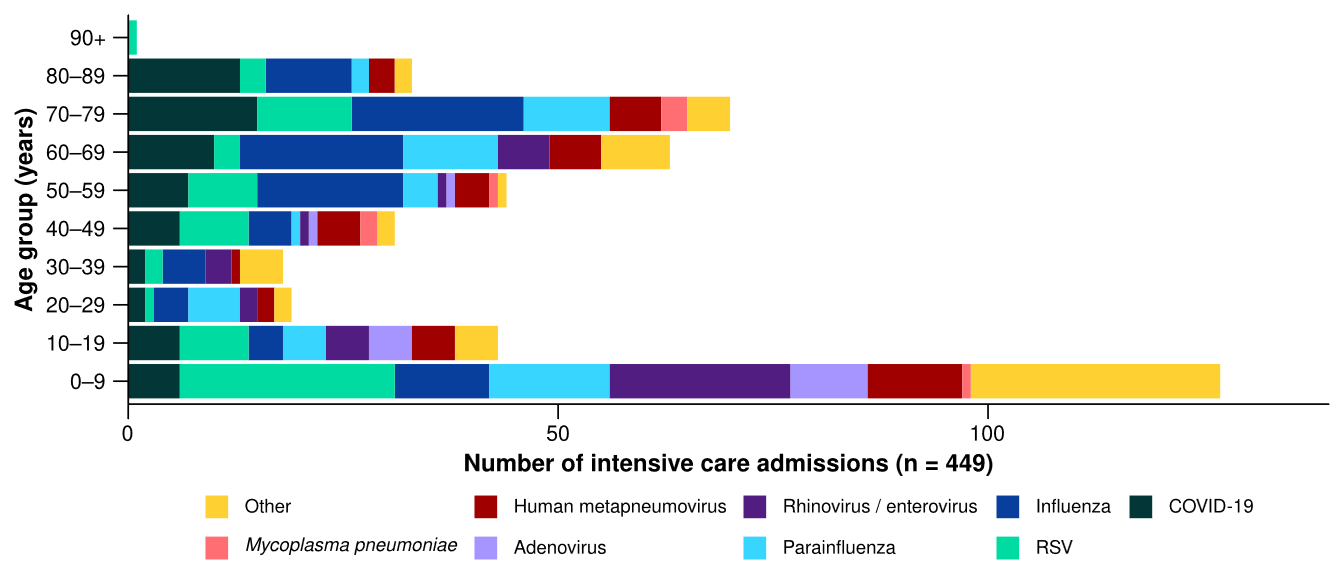 Age group (years)
90+
80–89
70–79
60–69
50–59
40–49
30–39
20–29
10–19
0–9
0 50 100
Number of intensive care admissions (n = 449)
Other Human metapneumovirus Rhinovirus / enterovirus Influenza COVID-19
Mycoplasma pneumoniae Adenovirus Parainfluenza RSV